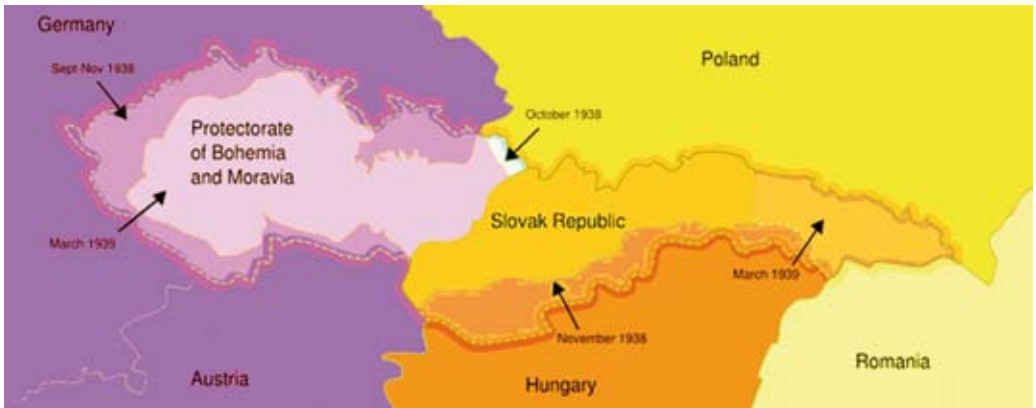 Germany
Sept-Nov 1938
Poland
October 1938
Protectorate
of Bohemia
and Moravia
Slovak Republic
March 1939
March 1939
November 1938
Romania
Austria
Hungary